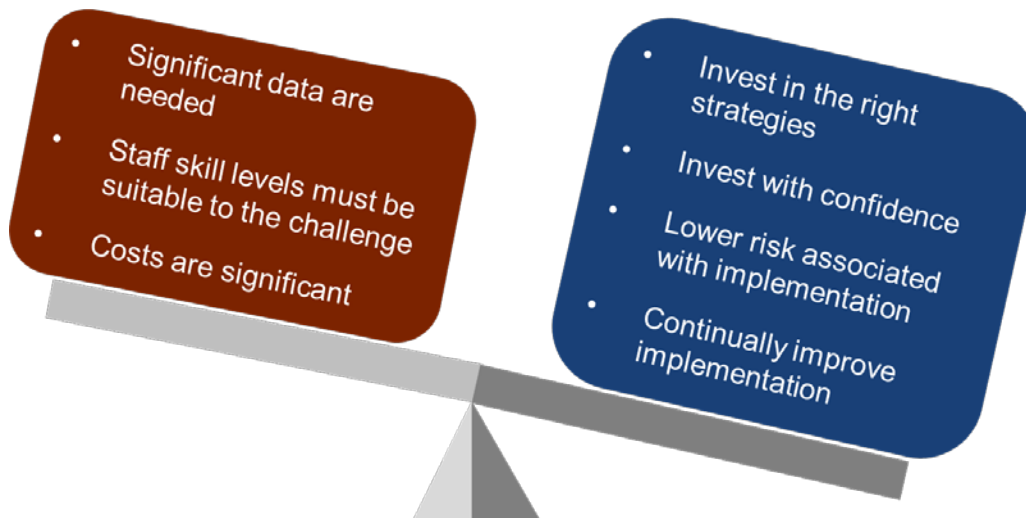 • Significant data are
needed
• Staff skill levels must be
suitable to the challenge
• Costs are significant
• Invest in the right
strategies
• Invest with confidence
• Lower risk associated
with implementation
• Continually improve
implementation